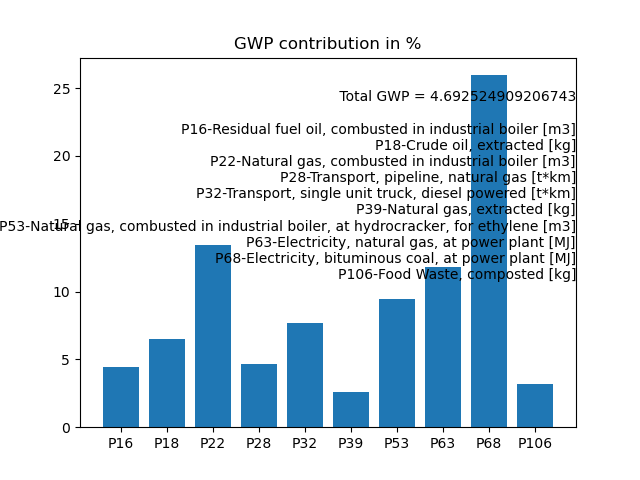 GWP contribution in %
25
20
15
10
5
0
Total GWP = 4.692524909206743
P16-Residual fuel oil, combusted in industrial boiler [m3]
P18-Crude oil, extracted [kg]
P22-Natural gas, combusted in industrial boiler [m3]
P28-Transport, pipeline, natural gas [t*km]
P32-Transport, single unit truck, diesel powered [t*km]
P39-Natural gas, extracted [kg]
P53-Natural gas, combusted in industrial boiler, at hydrocracker, for ethylene [m3]
P63-Electricity, natural gas, at power plant [MJ]
P68-Electricity, bituminous coal, at power plant [MJ]
P106-Food Waste, composted [kg]
P16 P18 P22 P28 P32 P39 P53 P63 P68 P106